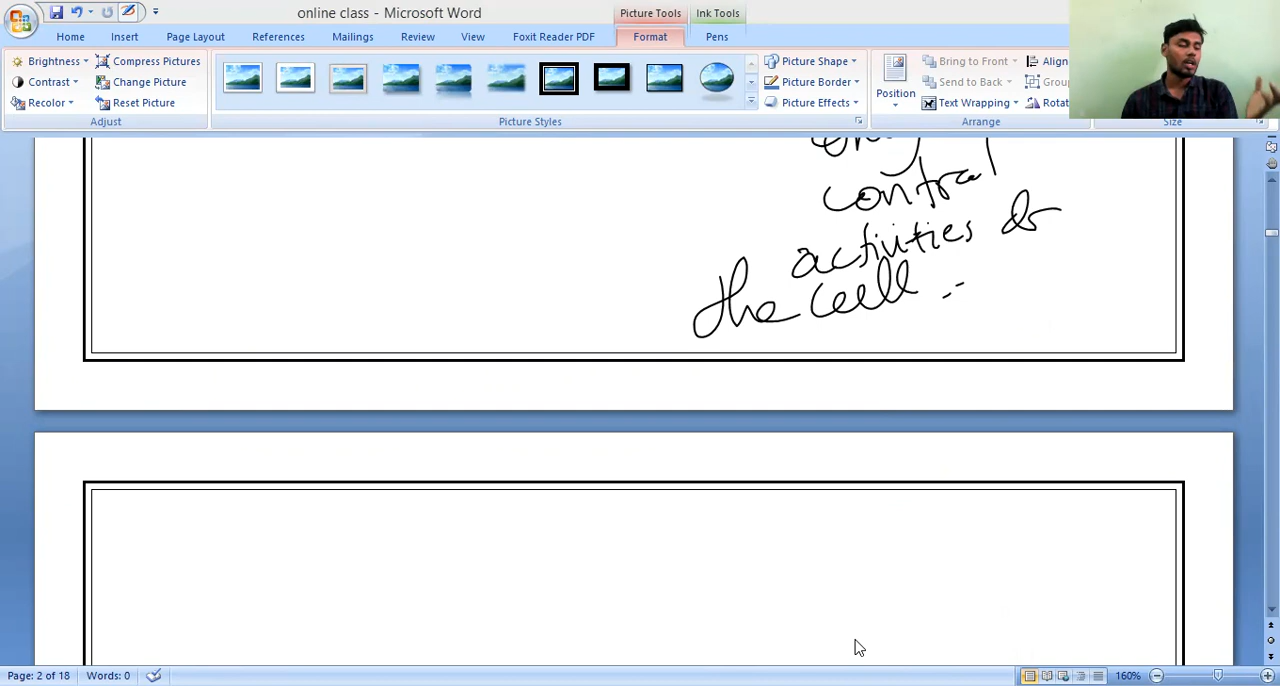 online class - Microsoft Word
Picture Tools
Ink Tools
Home
Insert
Page Layout
References
Mailings
Review
View
Foxit Reader PDF
Format
Pens
Brightness
Compress Pictures
Contrast
Change Picture
Recolor
Reset Picture
Adjust
Picture Styles
Picture Shape
Picture Border
Picture Effects
Position
Bring to Front
Send to Back
Text Wrapping
Align
Group
Rotat
Arrange
Size
contral
activities
the cell
Page: 2 of 18
Words: 0
160%